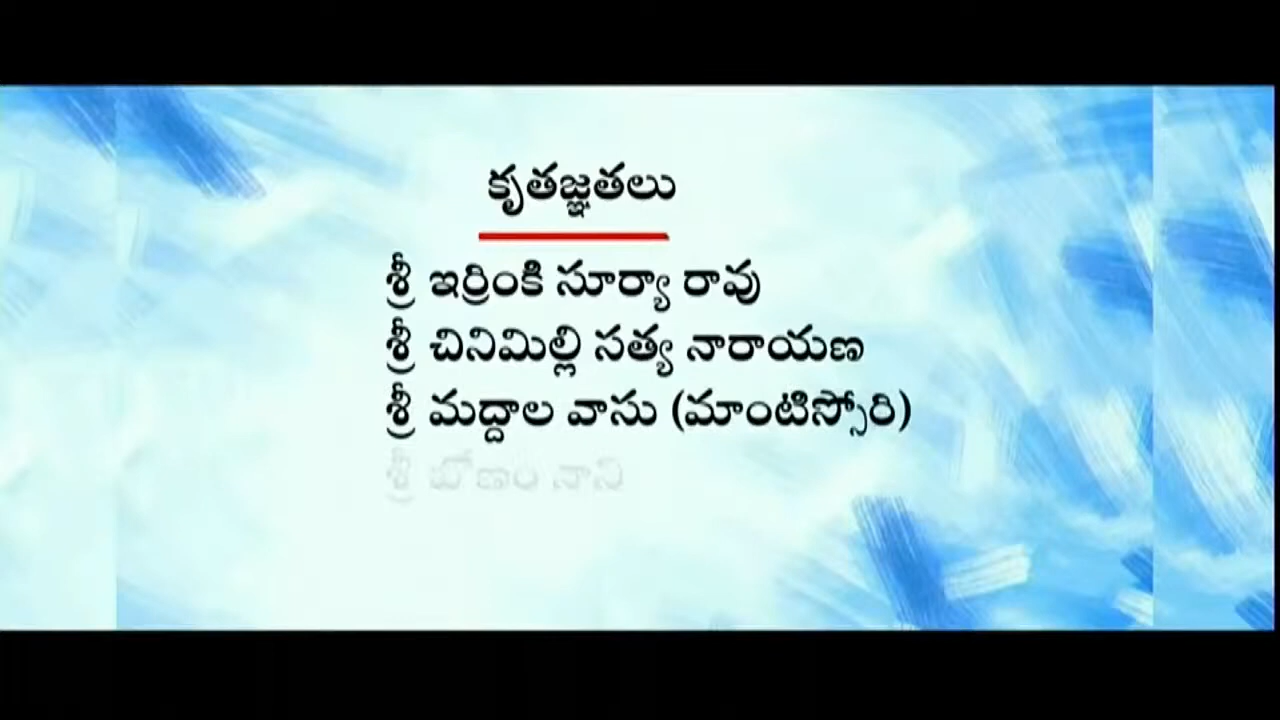 కృతజ్ఞతలు
శ్రీ ఇర్రింకి సూర్యా రావు
శ్రీ చినిమిల్లి సత్య నారాయణ
శ్రీ మద్దాల వాసు (మాంటిస్సోరి)
శ్రీ బోణం నాని